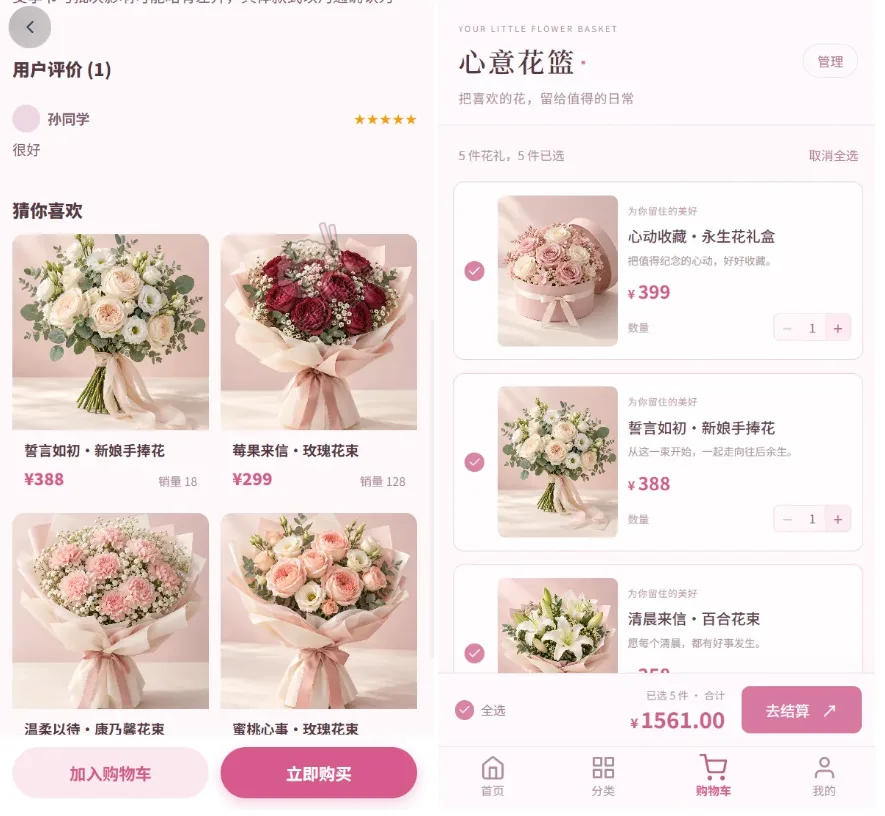 用户评价 (1)
孙同学
★★★★★
很好
猜你喜欢
誓言如初·新娘手捧花
¥388
销量 18
莓果来信·玫瑰花束
¥299
销量 128
温柔以待·康乃馨花束
蜜桃心事·玫瑰花束
加入购物车
立即购买
YOUR LITTLE FLOWER BASKET
心意花篮·
管理
把喜欢的花，留给值得的日常
5 件花礼，5 件已选
取消全选
为你留住的美好
心动收藏·永生花礼盒
把值得纪念的心动，好好收藏。
¥399
数量
− 1 +
为你留住的美好
誓言如初·新娘手捧花
从这一束开始，一起走向往后余生。
¥388
数量
− 1 +
为你留住的美好
清晨来信·百合花束
愿每个清晨，都有好事发生。
全选
已选 5 件 · 合计
¥1561.00
去结算 ↗
首页
分类
购物车
我的